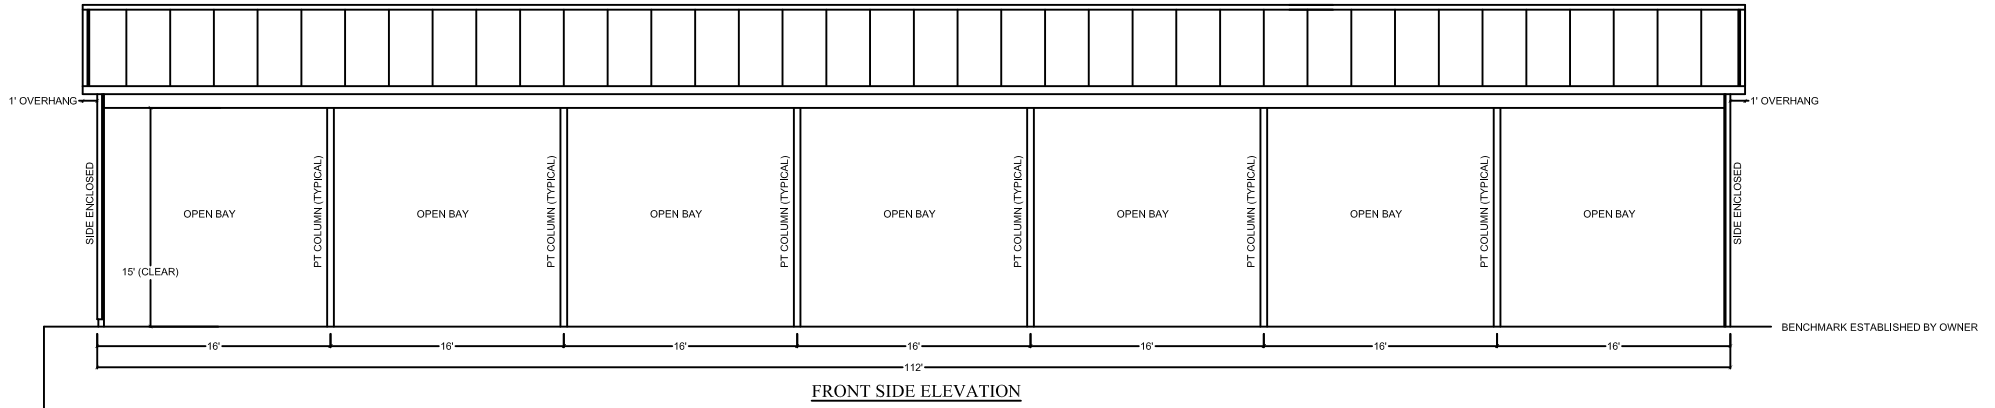 1' OVERHANG
1' OVERHANG
SIDE ENCLOSED
OPEN BAY
PT COLUMN (TYPICAL)
OPEN BAY
PT COLUMN (TYPICAL)
OPEN BAY
PT COLUMN (TYPICAL)
OPEN BAY
PT COLUMN (TYPICAL)
OPEN BAY
PT COLUMN (TYPICAL)
OPEN BAY
PT COLUMN (TYPICAL)
OPEN BAY
SIDE ENCLOSED
15' (CLEAR)
BENCHMARK ESTABLISHED BY OWNER
16'
16'
16'
16'
16'
16'
16'
112'
FRONT SIDE ELEVATION